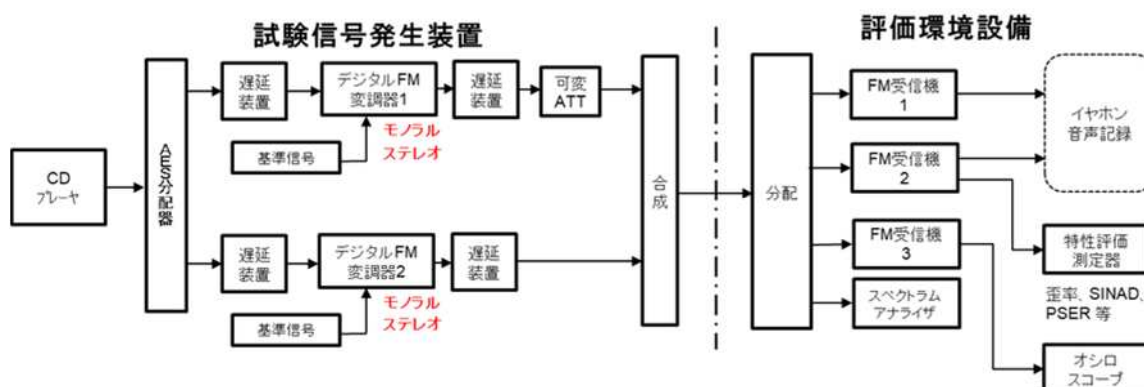 試験信号発生装置
評価環境設備
CD
プレーヤ
AES分配器
遅延
装置
デジタルFM
変調器1
遅延
装置
可変
ATT
基準信号
モノラル
ステレオ
遅延
装置
デジタルFM
変調器2
遅延
装置
基準信号
モノラル
ステレオ
合成
分配
FM受信機
1
FM受信機
2
FM受信機
3
スペクトラム
アナライザ
イヤホン
音声記録
特性評価
測定器
歪率、SINAD、
PSER 等
オシロ
スコープ